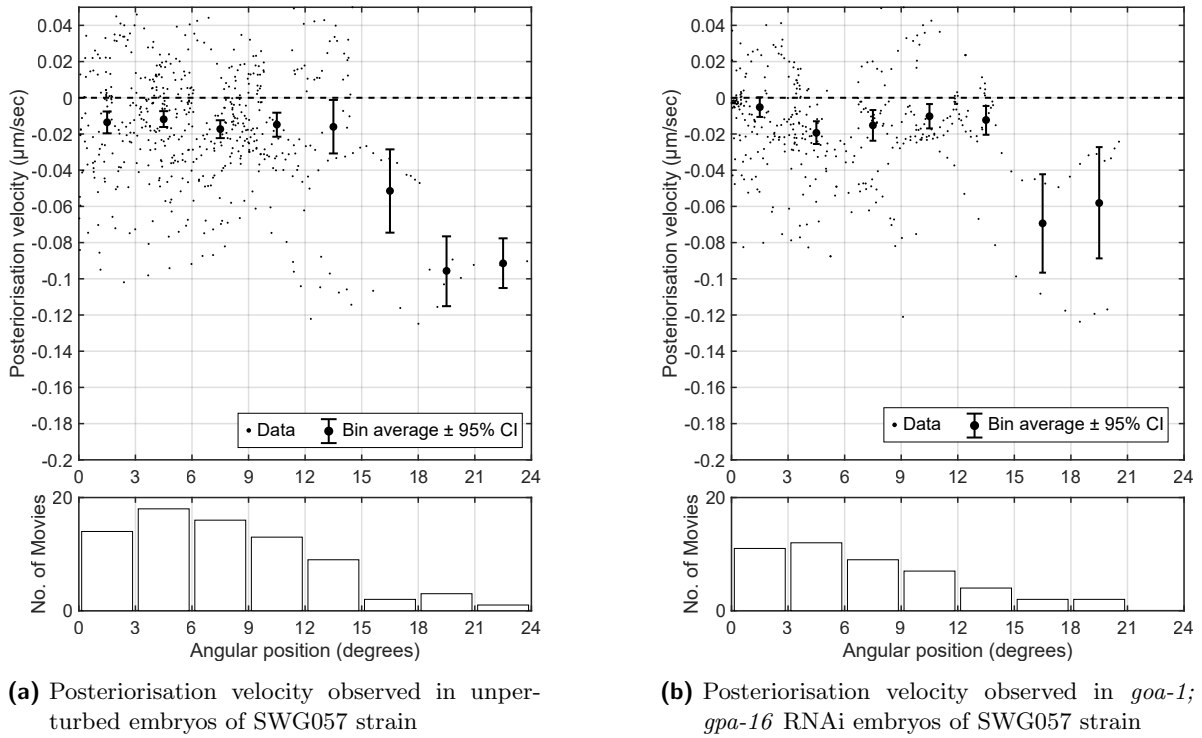 0.04
0.02
0
-0.02
-0.04
-0.06
-0.08
-0.1
-0.12
-0.14
-0.16
-0.18
-0.2
Posteriorisation velocity (μm/sec)
Data
Bin average ± 95% CI
0 3 6 9 12 15 18 21 24
20
10
0
No. of Movies
0 3 6 9 12 15 18 21 24
Angular position (degrees)
(a) Posteriorisation velocity observed in unper-
turbed embryos of SWG057 strain
0.04
0.02
0
-0.02
-0.04
-0.06
-0.08
-0.1
-0.12
-0.14
-0.16
-0.18
-0.2
Posteriorisation velocity (μm/sec)
Data
Bin average ± 95% CI
0 3 6 9 12 15 18 21 24
20
10
0
No. of Movies
0 3 6 9 12 15 18 21 24
Angular position (degrees)
(b) Posteriorisation velocity observed in goa-1;
gpa-16 RNAi embryos of SWG057 strain